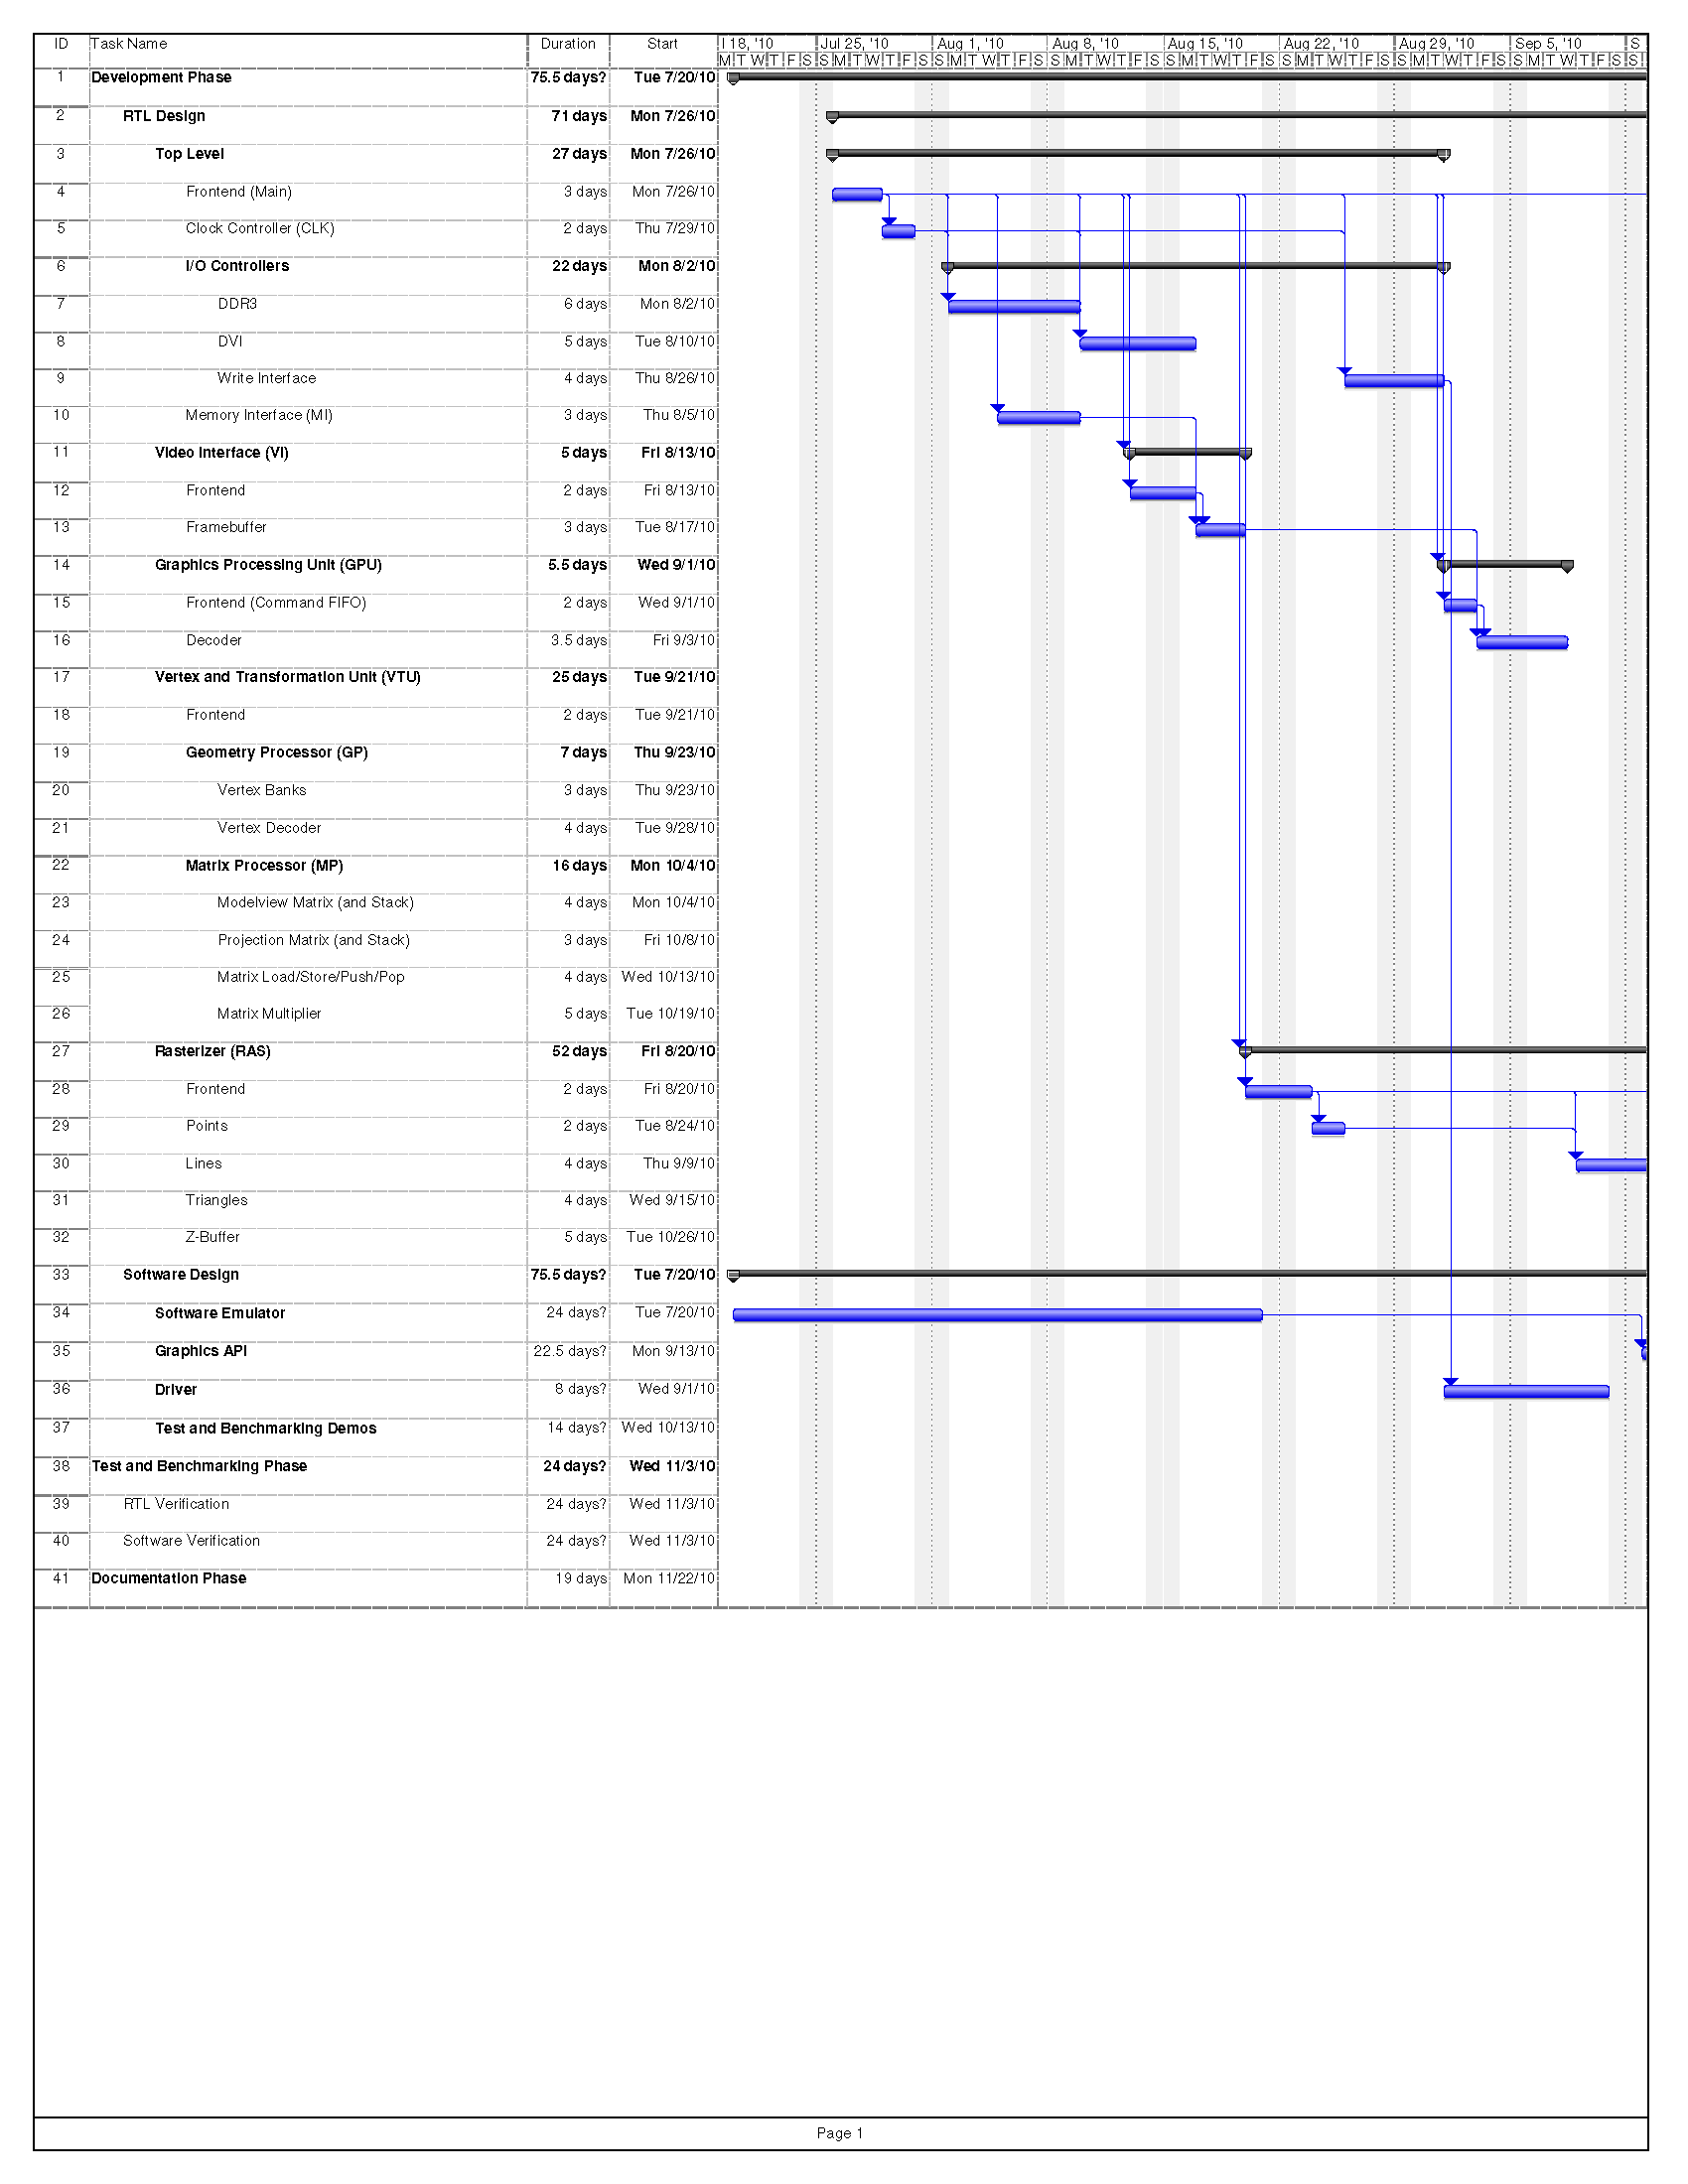 ID Task Name Duration Start l 18, '10 Jul 25, '10 Aug 1, '10 Aug 8, '10 Aug 15, '10 Aug 22, '10 Aug 29, '10 Sep 5, '10 S
M T W T F S S M T W T F S S M T W T F S S M T W T F S S M T W T F S S M T W T F S S M T W T F S S M T W T F S S
1 Development Phase 75.5 days? Tue 7/20/10
2 RTL Design 71 days Mon 7/26/10
3 Top Level 27 days Mon 7/26/10
4 Frontend (Main) 3 days Mon 7/26/10
5 Clock Controller (CLK) 2 days Thu 7/29/10
6 I/O Controllers 22 days Mon 8/2/10
7 DDR3 6 days Mon 8/2/10
8 DVI 5 days Tue 8/10/10
9 Write Interface 4 days Thu 8/26/10
10 Memory Interface (MI) 3 days Thu 8/5/10
11 Video Interface (VI) 5 days Fri 8/13/10
12 Frontend 2 days Fri 8/13/10
13 Framebuffer 3 days Tue 8/17/10
14 Graphics Processing Unit (GPU) 5.5 days Wed 9/1/10
15 Frontend (Command FIFO) 2 days Wed 9/1/10
16 Decoder 3.5 days Fri 9/3/10
17 Vertex and Transformation Unit (VTU) 25 days Tue 9/21/10
18 Frontend 2 days Tue 9/21/10
19 Geometry Processor (GP) 7 days Thu 9/23/10
20 Vertex Banks 3 days Thu 9/23/10
21 Vertex Decoder 4 days Tue 9/28/10
22 Matrix Processor (MP) 16 days Mon 10/4/10
23 Modelview Matrix (and Stack) 4 days Mon 10/4/10
24 Projection Matrix (and Stack) 3 days Fri 10/8/10
25 Matrix Load/Store/Push/Pop 4 days Wed 10/13/10
26 Matrix Multiplier 5 days Tue 10/19/10
27 Rasterizer (RAS) 52 days Fri 8/20/10
28 Frontend 2 days Fri 8/20/10
29 Points 2 days Tue 8/24/10
30 Lines 4 days Thu 9/9/10
31 Triangles 4 days Wed 9/15/10
32 Z-Buffer 5 days Tue 10/26/10
33 Software Design 75.5 days? Tue 7/20/10
34 Software Emulator 24 days? Tue 7/20/10
35 Graphics API 22.5 days? Mon 9/13/10
36 Driver 8 days? Wed 9/1/10
37 Test and Benchmarking Demos 14 days? Wed 10/13/10
38 Test and Benchmarking Phase 24 days? Wed 11/3/10
39 RTL Verification 24 days? Wed 11/3/10
40 Software Verification 24 days? Wed 11/3/10
41 Documentation Phase 19 days Mon 11/22/10
Page 1